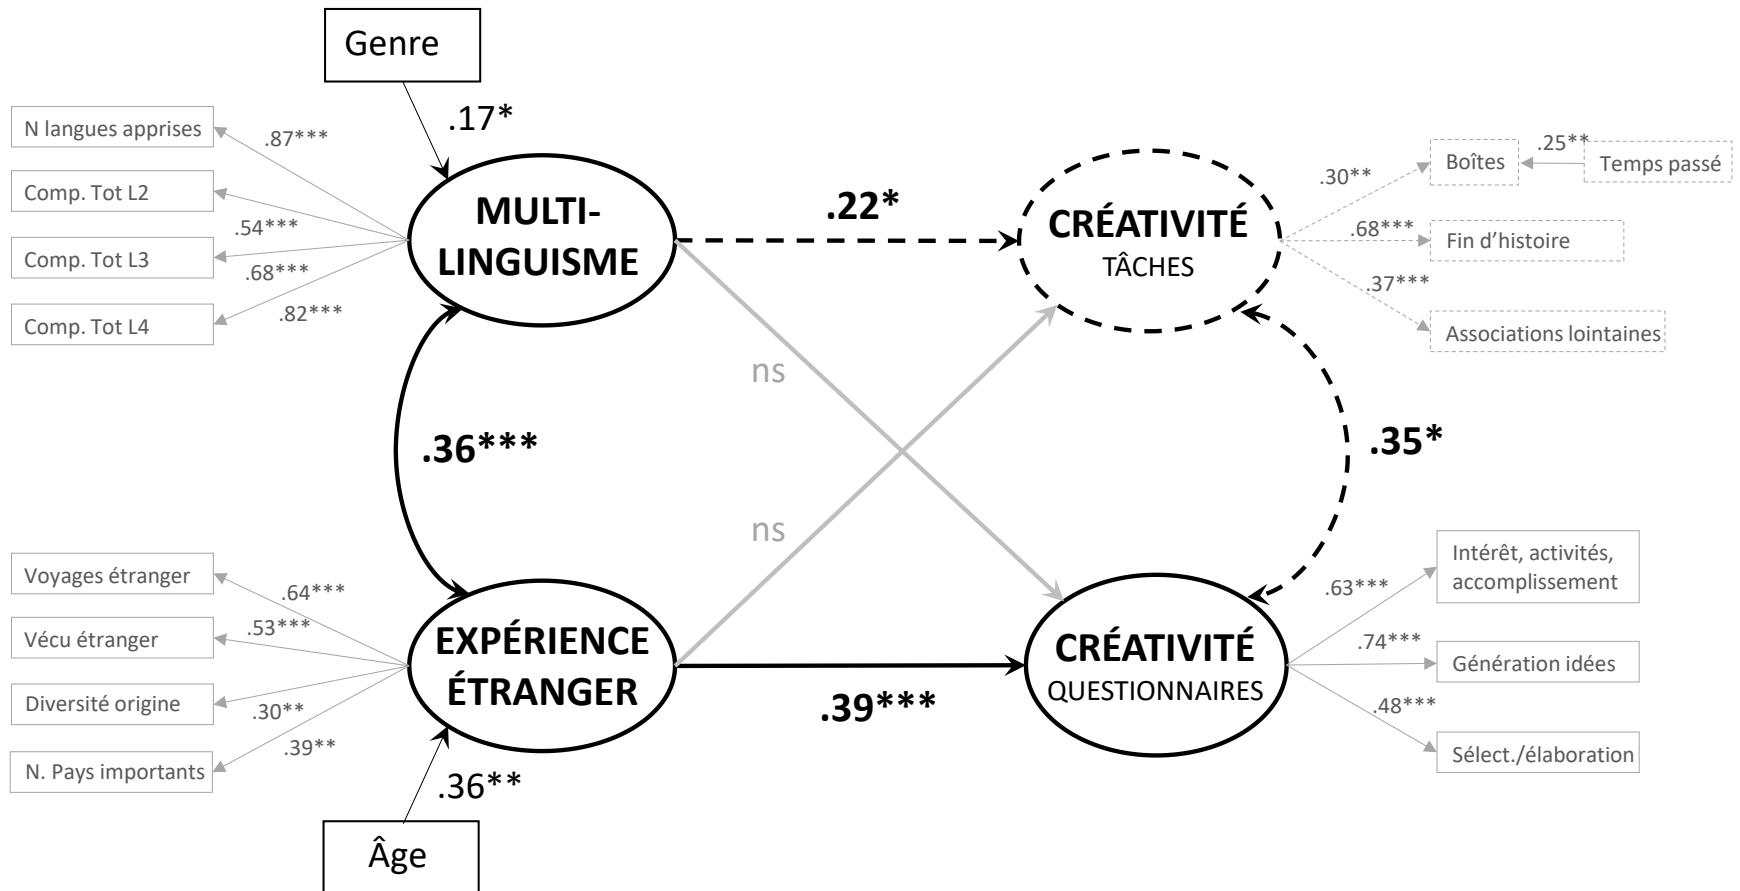 Genre
.17*
N langues apprises
.87***
Comp. Tot L2
.54***
Comp. Tot L3
.68***
Comp. Tot L4
.82***
MULTI-
LINGUISME
.22*
CRÉATIVITÉ
TÂCHES
.30**
Boîtes
.25**
Temps passé
.68***
Fin d’histoire
.37***
Associations lointaines
ns
.36***
.35*
ns
Voyages étranger
.64***
Vécu étranger
.53***
Diversité origine
.30**
N. Pays importants
.39**
EXPÉRIENCE
ÉTRANGER
.39***
CRÉATIVITÉ
QUESTIONNAIRES
.63***
Intérêt, activités,
accomplissement
.74***
Génération idées
.48***
Sélect./élaboration
.36**
Âge